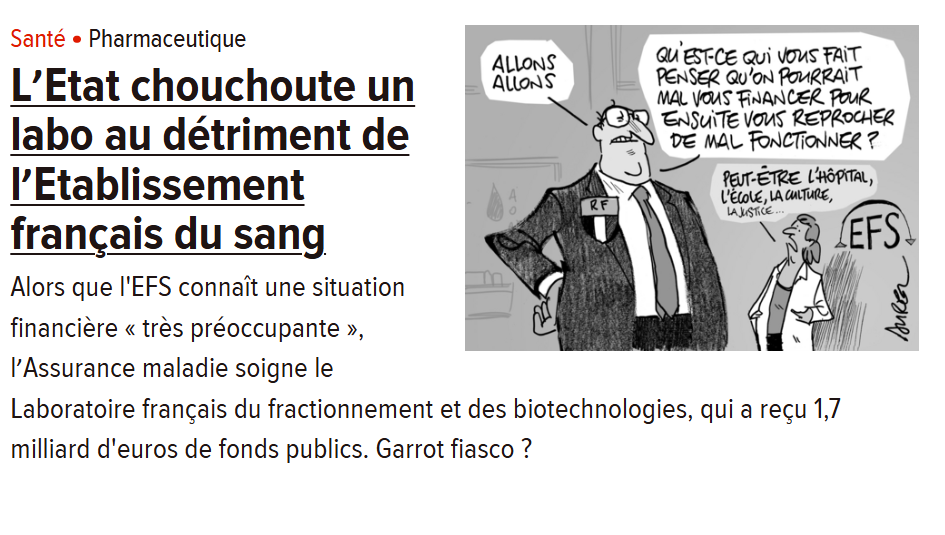 Santé • Pharmaceutique
L’Etat chouchoute un
labo au détriment de
l’Etablissement
français du sang
Alors que l'EFS connaît une situation
financière « très préoccupante »,
l’Assurance maladie soigne le
Laboratoire français du fractionnement et des biotechnologies, qui a reçu 1,7
milliard d'euros de fonds publics. Garrot fiasco ?
ALLONS
ALLONS
QU'EST-CE QUI VOUS FAIT
PENSER QU'ON POURRAIT
MAL VOUS FINANCER POUR
ENSUITE VOUS REPROCHER
DE MAL FONCTIONNER ?
PEUT-ÊTRE L'HÔPITAL,
L'ÉCOLE, LA CULTURE,
LA JUSTICE...
RF
A
O
EFS
AUREL